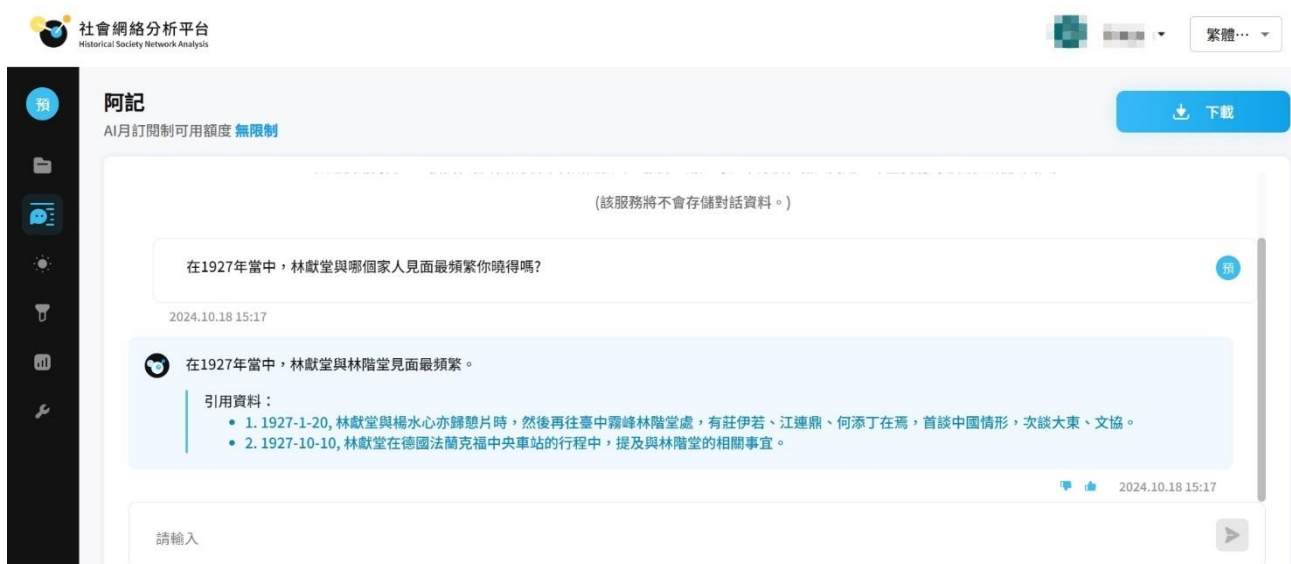 社會網絡分析平台
Historical Society Network Analysis
繁體…
預
阿記
AI月訂閱制可用額度 無限制
下載
(該服務將不會存儲對話資料。)
在1927年當中，林獻堂與哪個家人見面最頻繁你曉得嗎?
預
2024.10.18 15:17
在1927年當中，林獻堂與林階堂見面最頻繁。
引用資料：
1. 1927-1-20, 林獻堂與楊水心亦歸憩片時，然後再往臺中霧峰林階堂處，有莊伊若、江連鼎、何添丁在焉，首談中國情形，次談大東、文協。
2. 1927-10-10, 林獻堂在德國法蘭克福中央車站的行程中，提及與林階堂的相關事宜。
2024.10.18 15:17
請輸入